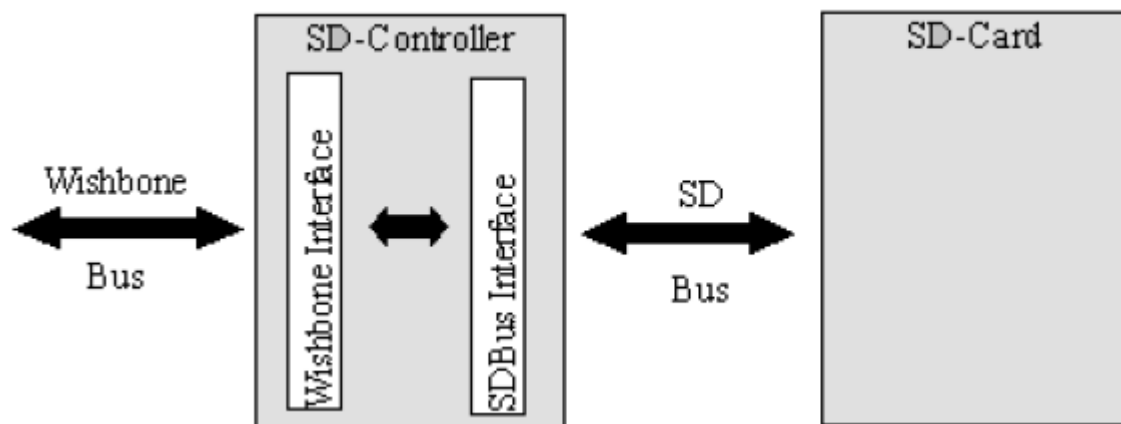 SD-Controller
SD-Card
Wishbone
Bus
Wishbone Interface
SDBus Interface
SD
Bus